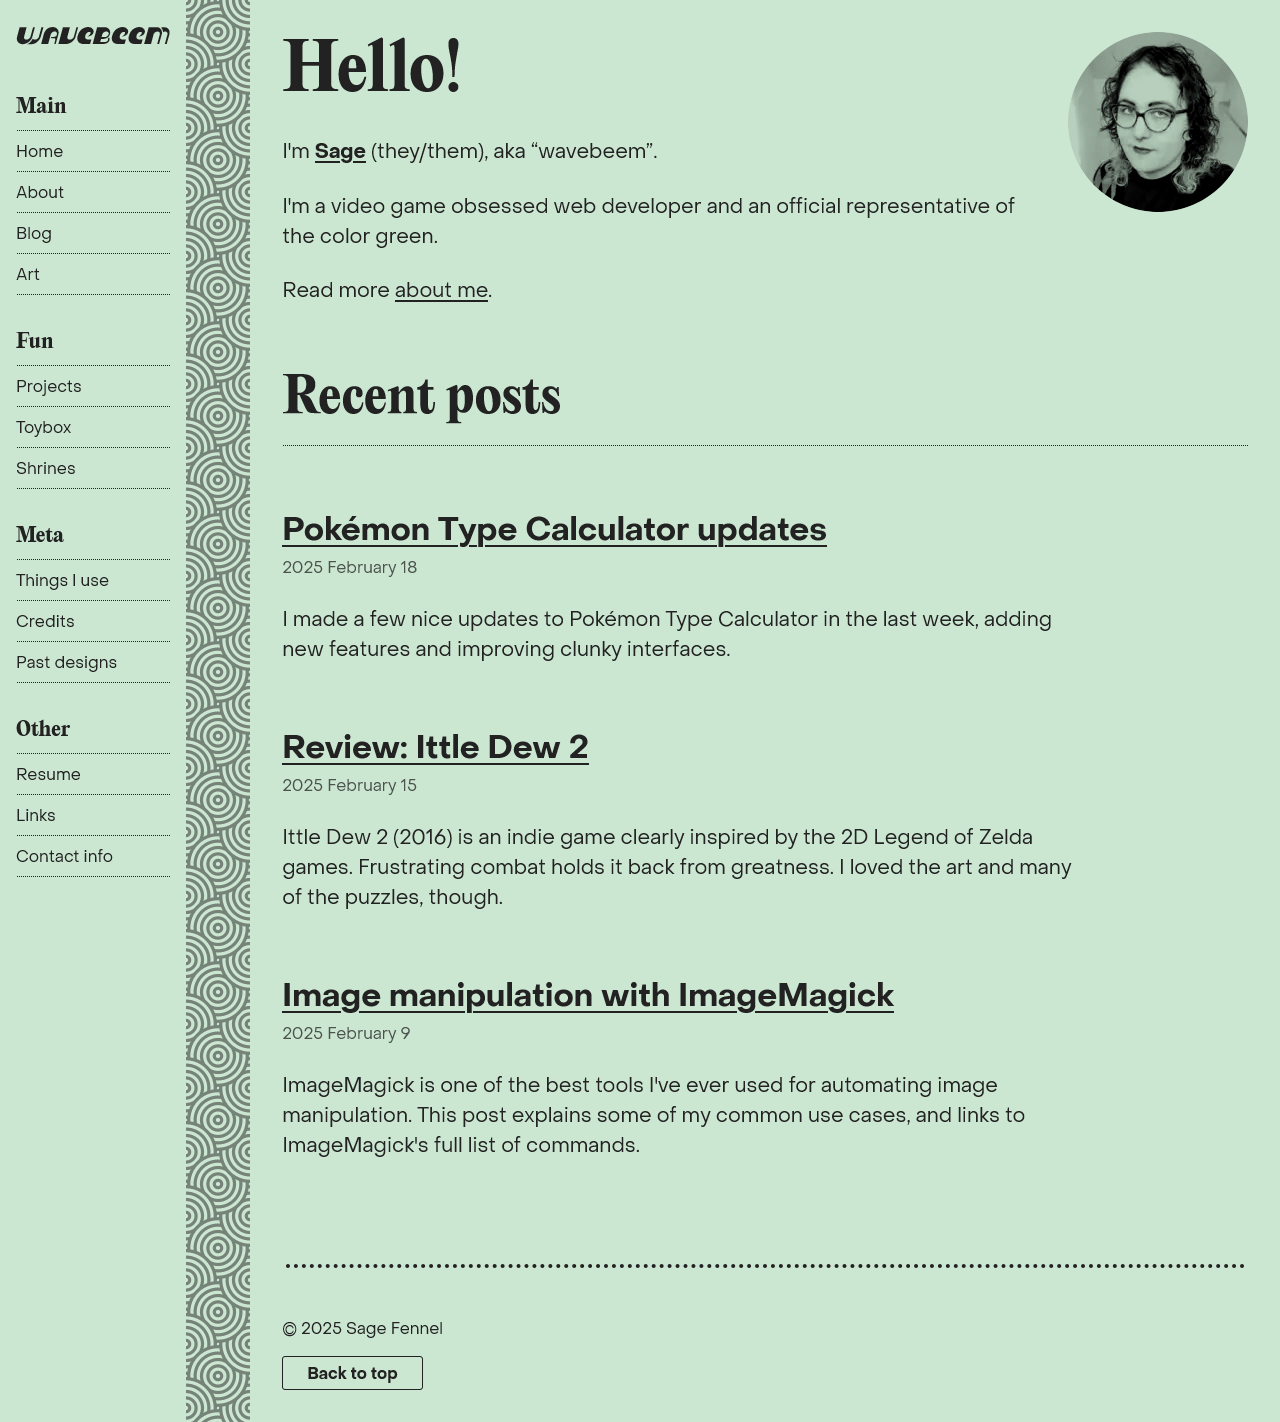 wavebeem
Main
Home
About
Blog
Art
Fun
Projects
Toybox
Shrines
Meta
Things I use
Credits
Past designs
Other
Resume
Links
Contact info
Hello!
I'm Sage (they/them), aka “wavebeem”.
I'm a video game obsessed web developer and an official representative of
the color green.
Read more about me.
Recent posts
Pokémon Type Calculator updates
2025 February 18
I made a few nice updates to Pokémon Type Calculator in the last week, adding
new features and improving clunky interfaces.
Review: Ittle Dew 2
2025 February 15
Ittle Dew 2 (2016) is an indie game clearly inspired by the 2D Legend of Zelda
games. Frustrating combat holds it back from greatness. I loved the art and many
of the puzzles, though.
Image manipulation with ImageMagick
2025 February 9
ImageMagick is one of the best tools I've ever used for automating image
manipulation. This post explains some of my common use cases, and links to
ImageMagick's full list of commands.
© 2025 Sage Fennel
Back to top